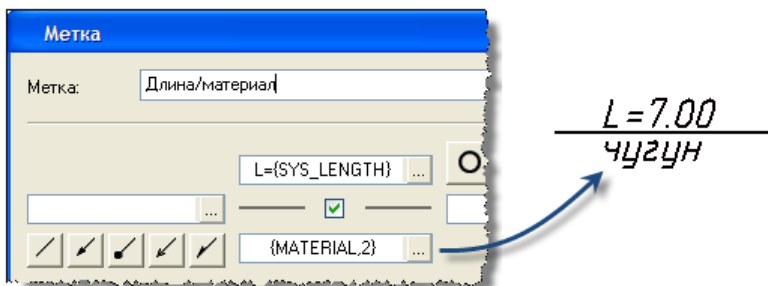 Метка
Метка: Длина/материал
L={SYS_LENGTH} ...
...
{MATERIAL,2} ...
L=7.00
чугун